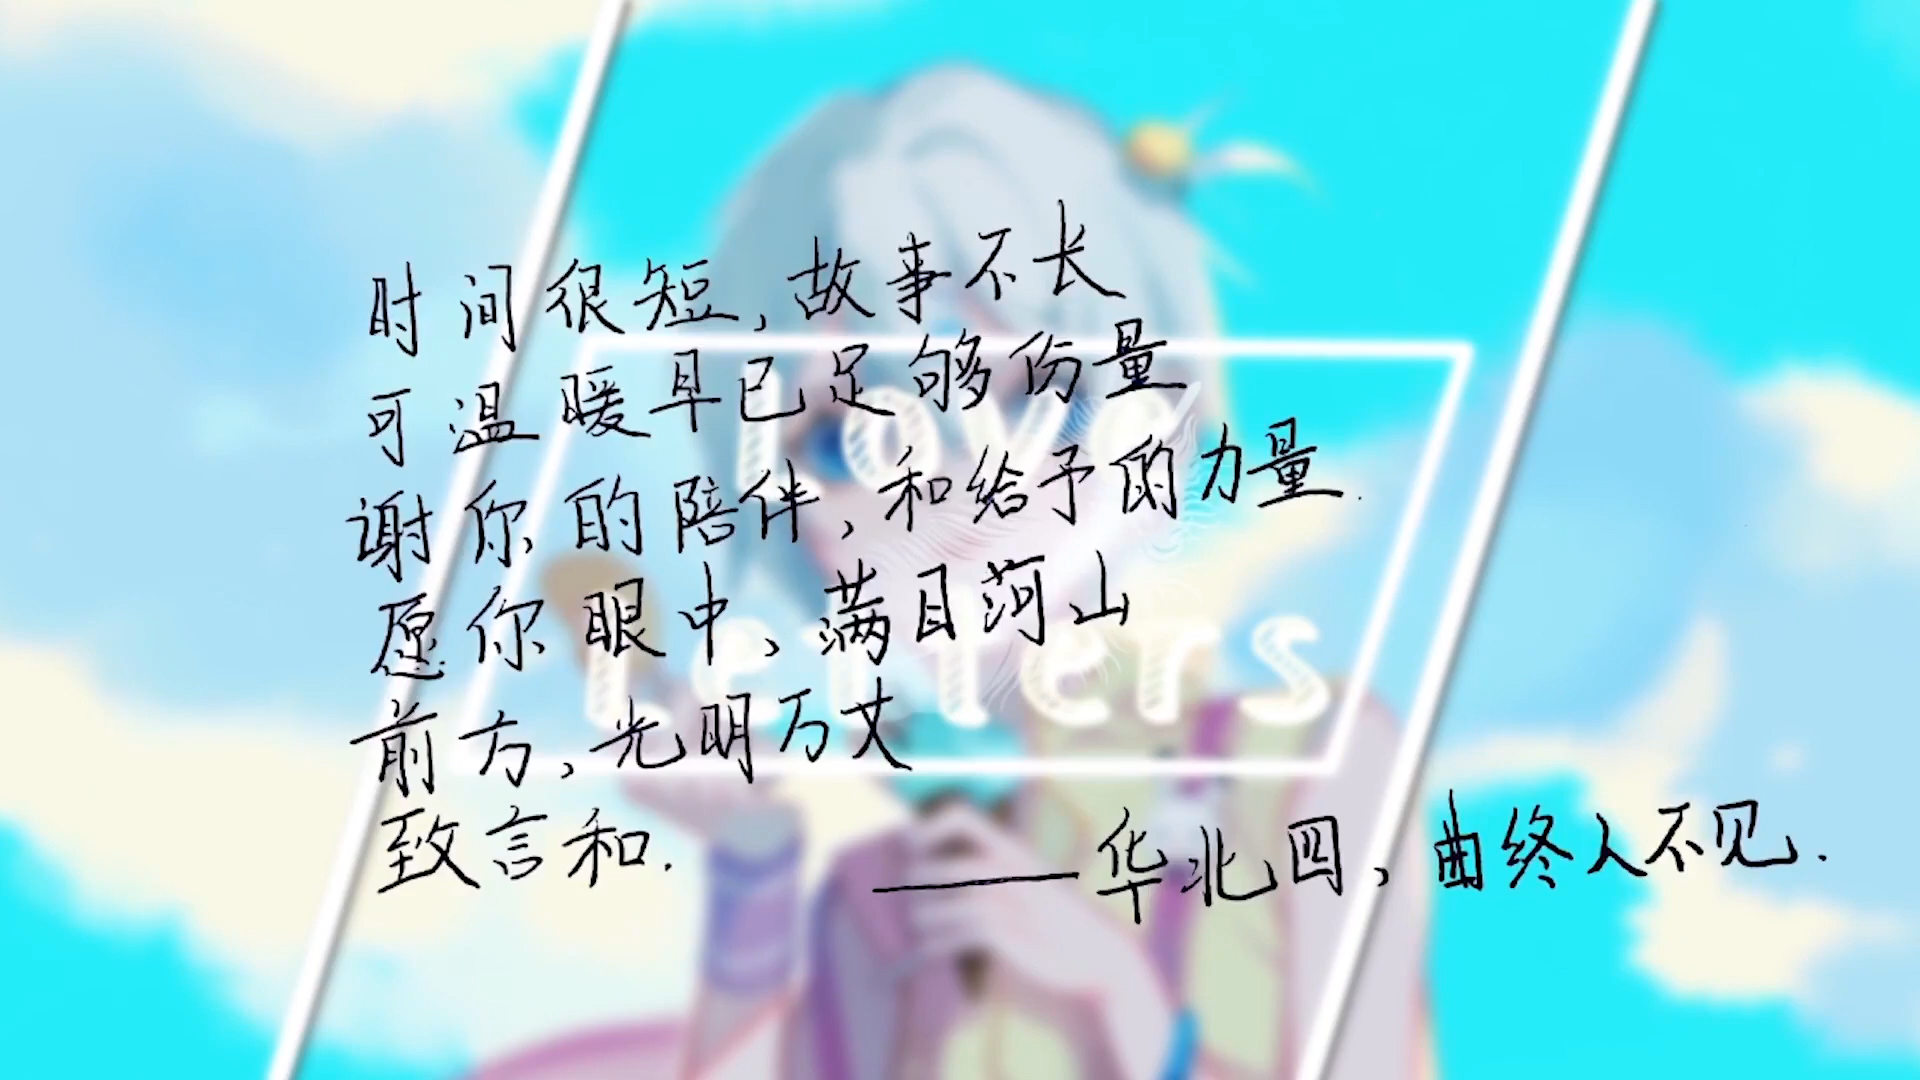 时间很短,故事不长
可温暖早已足够份量
谢你的陪伴,和给予的力量.
愿你眼中、满目河山
前方,光明万丈
致言和.
——华北四,曲终人不见.
love
letters